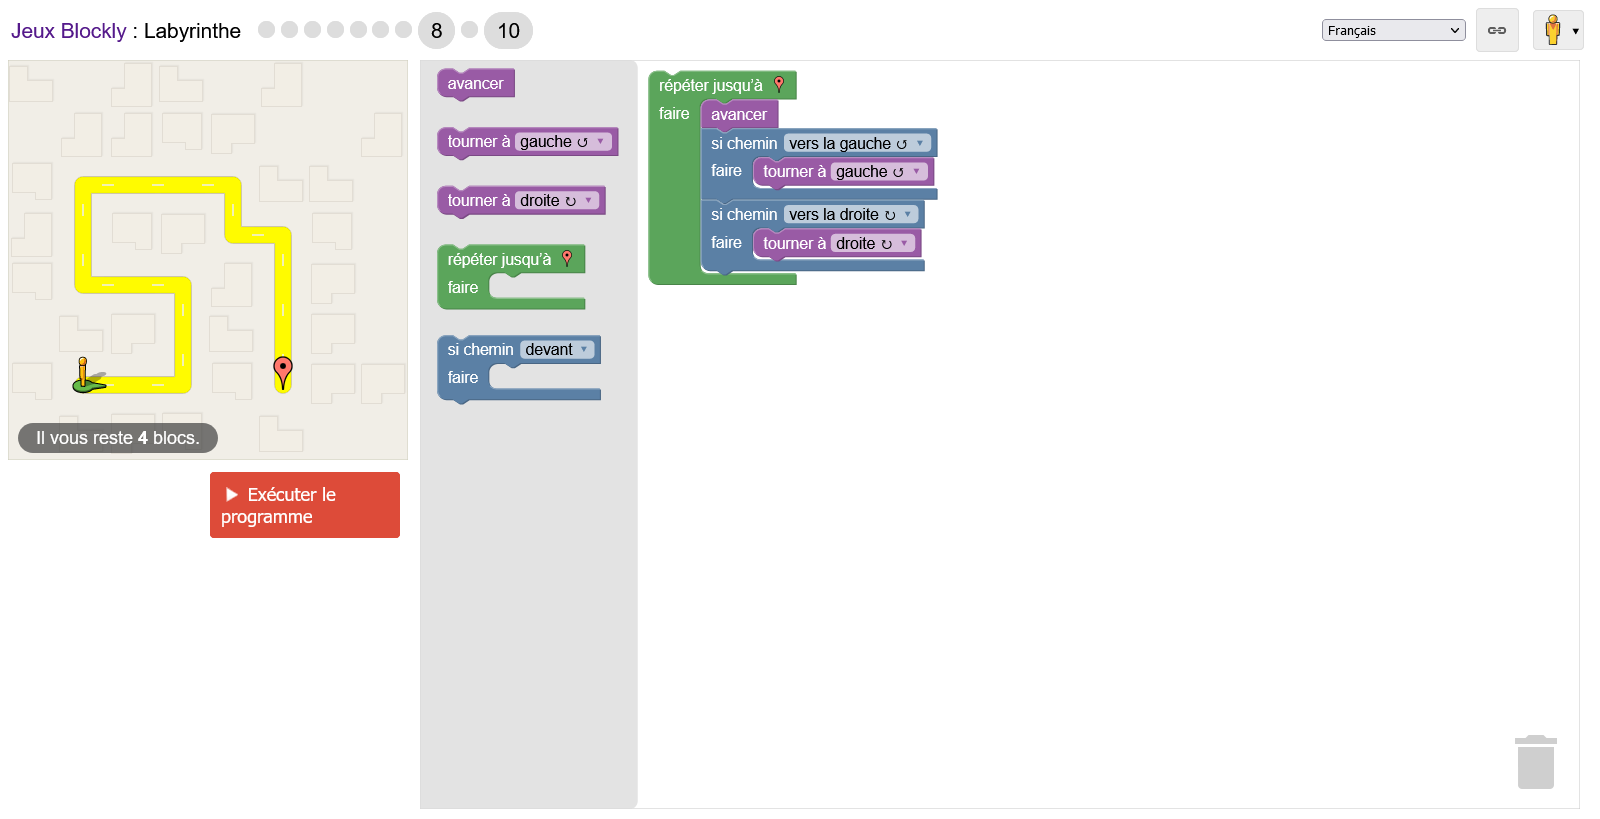 Jeux Blockly : Labyrinthe 8 10 Français
avancer
tourner à gauche ↺
tourner à droite ↻
répéter jusqu'à
faire
si chemin devant
faire
répéter jusqu'à
faire avancer
si chemin vers la gauche ↺
faire tourner à gauche ↺
si chemin vers la droite ↻
faire tourner à droite ↻
Il vous reste 4 blocs.
Exécuter le
programme